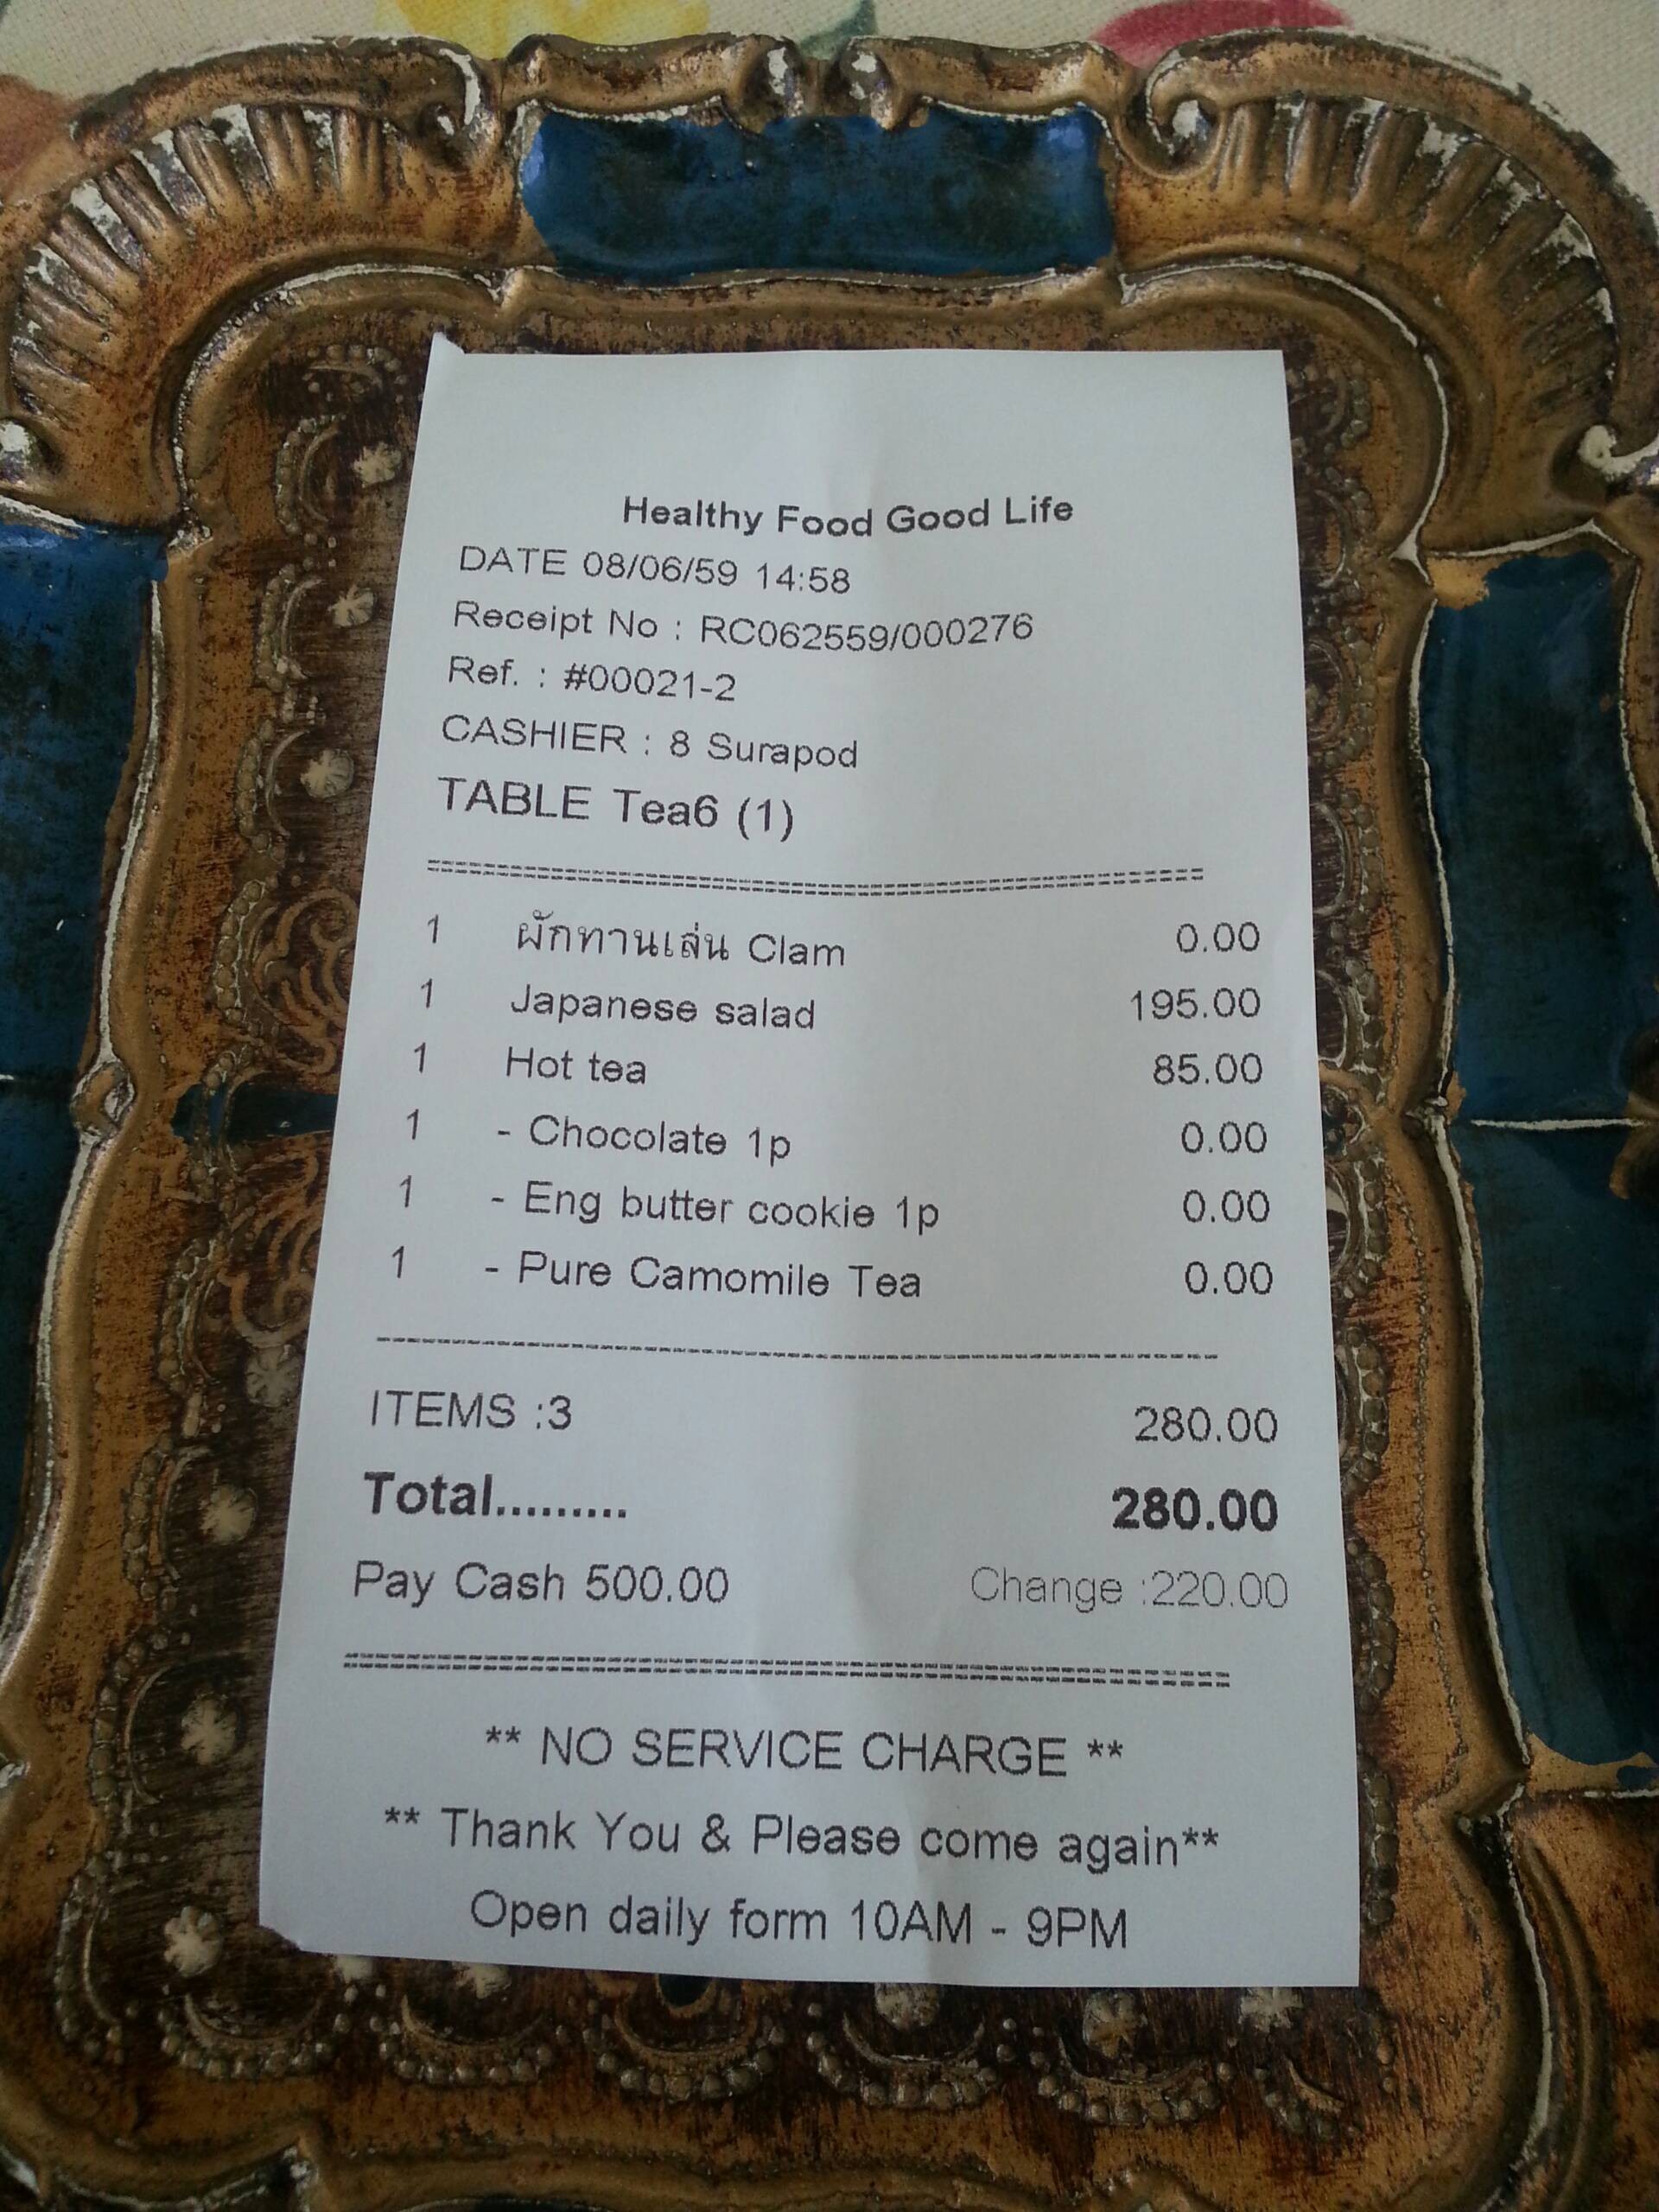 Healthy Food Good Life
DATE 08/06/59 14:58
Receipt No : RC062559/000276
Ref. : #00021-2
CASHIER : 8 Surapod
TABLE Tea6 (1)
1 ผักทานเล่น Clam 0.00
1 Japanese salad 195.00
1 Hot tea 85.00
1 - Chocolate 1p 0.00
1 - Eng butter cookie 1p 0.00
1 - Pure Camomile Tea 0.00
ITEMS :3 280.00
Total......... 280.00
Pay Cash 500.00 Change :220.00
** NO SERVICE CHARGE **
** Thank You & Please come again**
Open daily form 10AM - 9PM